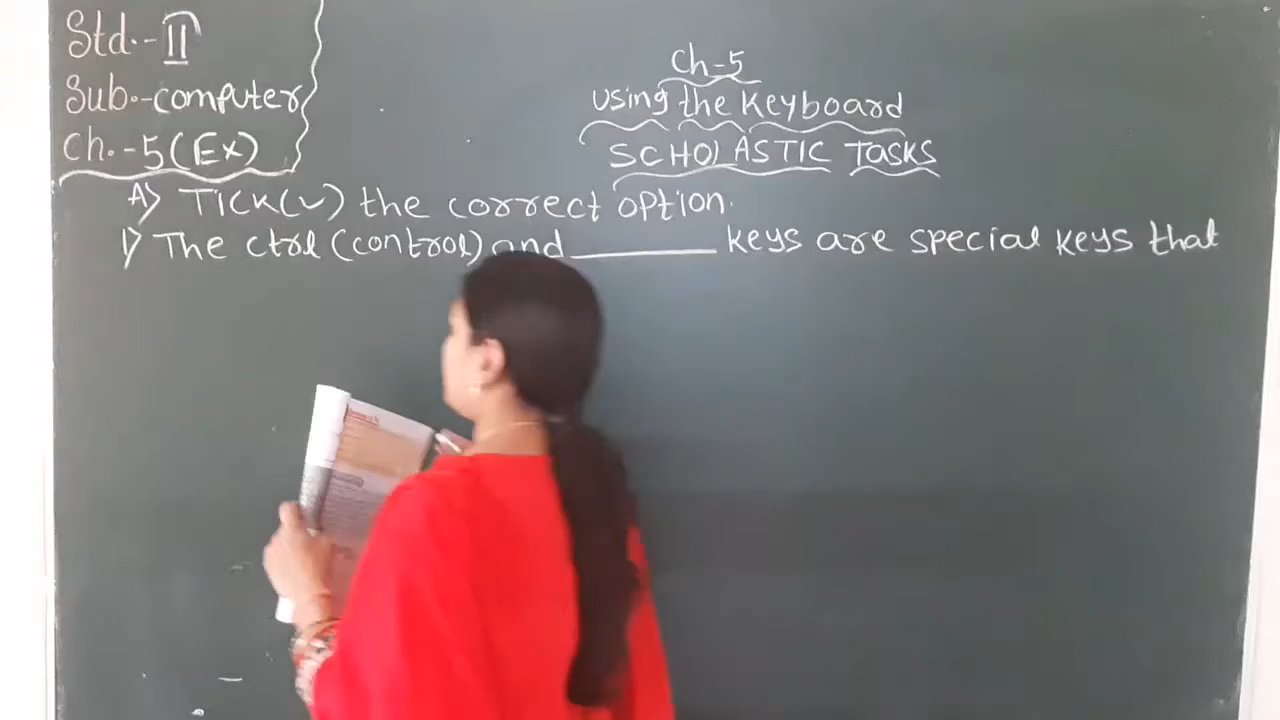 Std.-II
Sub.-computer
Ch.-5(Ex)
Ch-5
using the Keyboard
SCHOLASTIC TASKS
A) TICK(✓) the correct option.
1) The ctrl (control) and ________ keys are special keys that